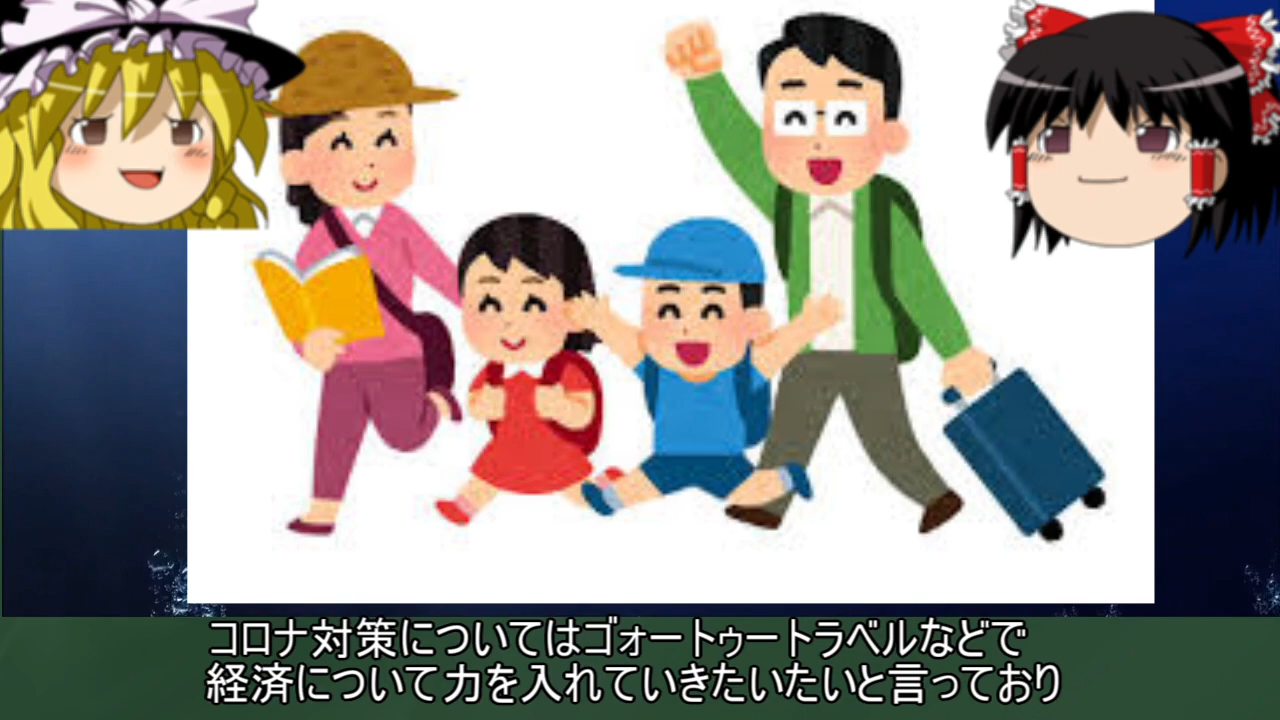 コロナ対策についてはゴォートゥートラベルなどで
経済について力を入れていきたいたいと言っており